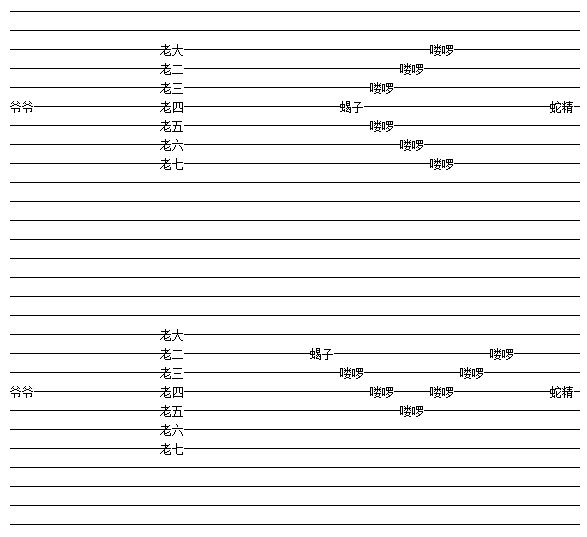 老大 喽啰
老二 喽啰
老三 喽啰
爷爷 老四 蝎子 蛇精
老五 喽啰
老六 喽啰
老七 喽啰
老大
老二 蝎子 喽啰
老三 喽啰 喽啰
爷爷 老四 喽啰 喽啰 蛇精
老五 喽啰
老六
老七